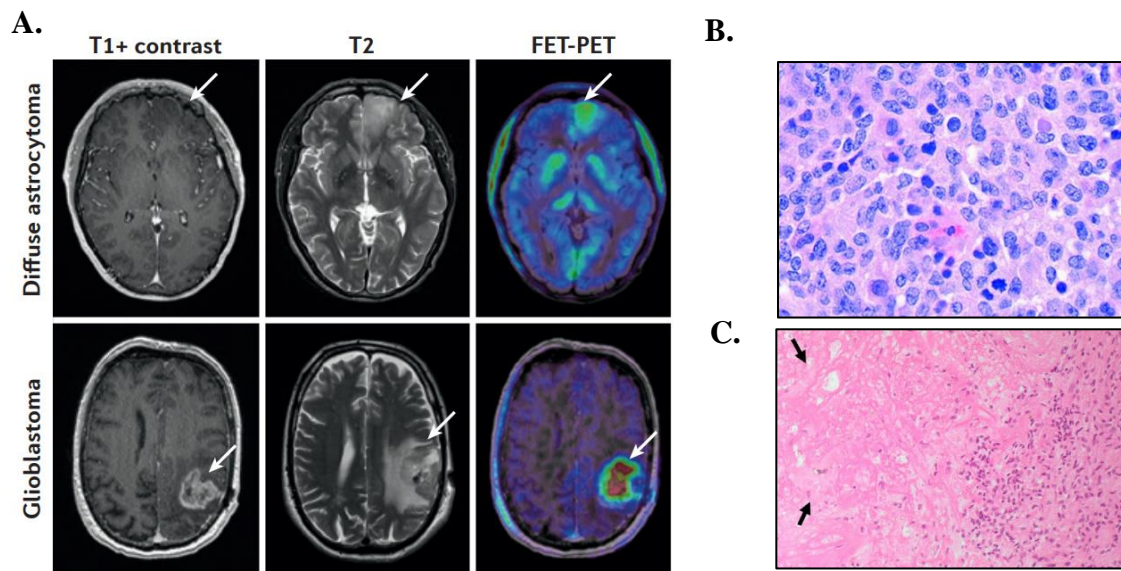 A.
T1+ contrast
T2
FET-PET
B.
Diffuse astrocytoma
C.
Glioblastoma